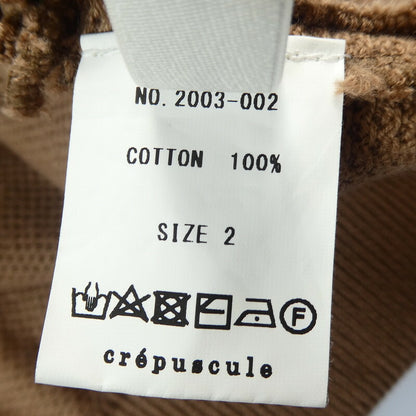 NO. 2003-002
COTTON 100%
SIZE 2
F
crépuscule